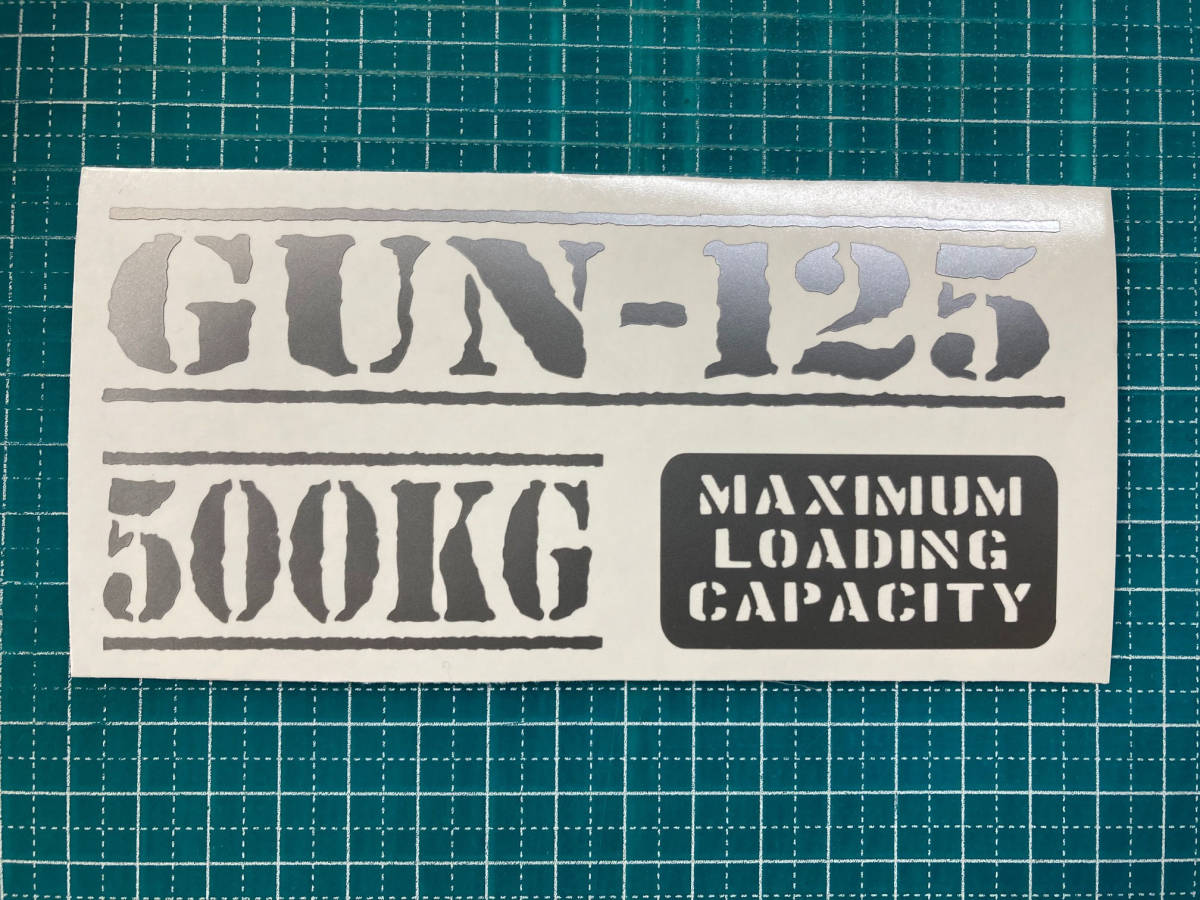 GUN-125
500KG
MAXIMUM
LOADING
CAPACITY